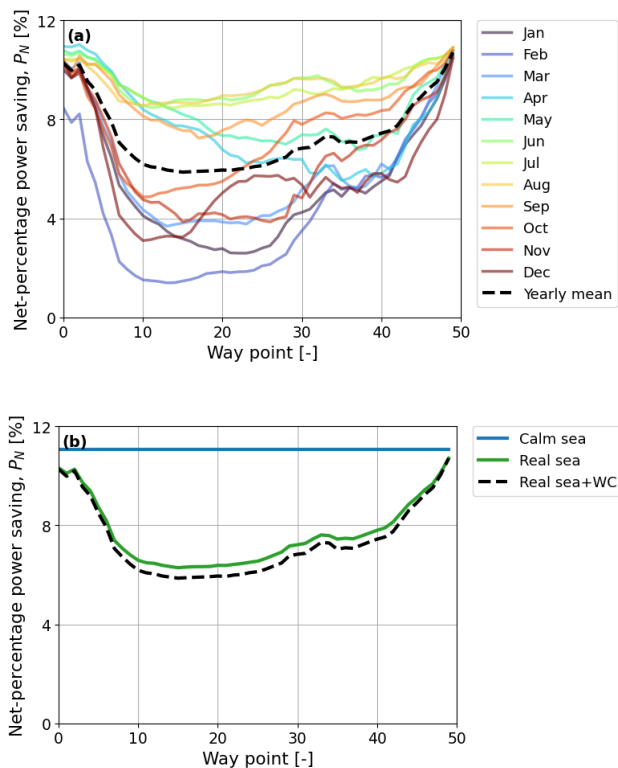 (a)
Net-percentage power saving, P_N [%]
12
8
4
0
0 10 20 30 40 50
Way point [-]
Jan
Feb
Mar
Apr
May
Jun
Jul
Aug
Sep
Oct
Nov
Dec
Yearly mean
(b)
Net-percentage power saving, P_N [%]
12
8
4
0
0 10 20 30 40 50
Way point [-]
Calm sea
Real sea
Real sea+WC